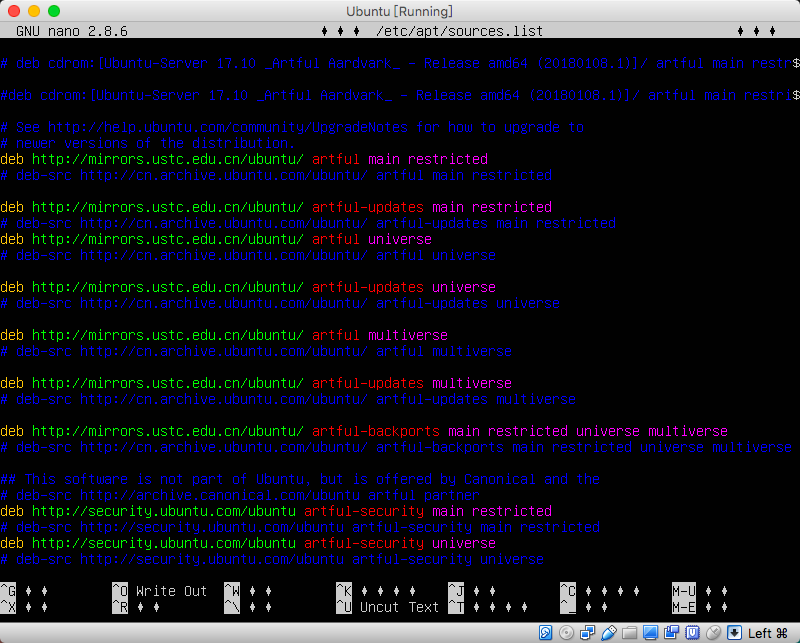 Ubuntu [Running]
GNU nano 2.8.6 /etc/apt/sources.list
# deb cdrom:[Ubuntu-Server 17.10 _Artful Aardvark_ - Release amd64 (20180108.1)]/ artful main restr$
#deb cdrom:[Ubuntu-Server 17.10 _Artful Aardvark_ - Release amd64 (20180108.1)]/ artful main restri$
# See http://help.ubuntu.com/community/UpgradeNotes for how to upgrade to
# newer versions of the distribution.
deb http://mirrors.ustc.edu.cn/ubuntu/ artful main restricted
# deb-src http://cn.archive.ubuntu.com/ubuntu/ artful main restricted
deb http://mirrors.ustc.edu.cn/ubuntu/ artful-updates main restricted
# deb-src http://cn.archive.ubuntu.com/ubuntu/ artful-updates main restricted
deb http://mirrors.ustc.edu.cn/ubuntu/ artful universe
# deb-src http://cn.archive.ubuntu.com/ubuntu/ artful universe
deb http://mirrors.ustc.edu.cn/ubuntu/ artful-updates universe
# deb-src http://cn.archive.ubuntu.com/ubuntu/ artful-updates universe
deb http://mirrors.ustc.edu.cn/ubuntu/ artful multiverse
# deb-src http://cn.archive.ubuntu.com/ubuntu/ artful multiverse
deb http://mirrors.ustc.edu.cn/ubuntu/ artful-updates multiverse
# deb-src http://cn.archive.ubuntu.com/ubuntu/ artful-updates multiverse
deb http://mirrors.ustc.edu.cn/ubuntu/ artful-backports main restricted universe multiverse
# deb-src http://cn.archive.ubuntu.com/ubuntu/ artful-backports main restricted universe multiverse
## This software is not part of Ubuntu, but is offered by Canonical and the
# deb-src http://archive.canonical.com/ubuntu artful partner
deb http://security.ubuntu.com/ubuntu artful-security main restricted
# deb-src http://security.ubuntu.com/ubuntu artful-security main restricted
deb http://security.ubuntu.com/ubuntu artful-security universe
# deb-src http://security.ubuntu.com/ubuntu artful-security universe
^G ^O Write Out ^W ^K ^J ^C M-U
^X ^R ^\ ^U Uncut Text ^T ^_ M-E
Left ⌘